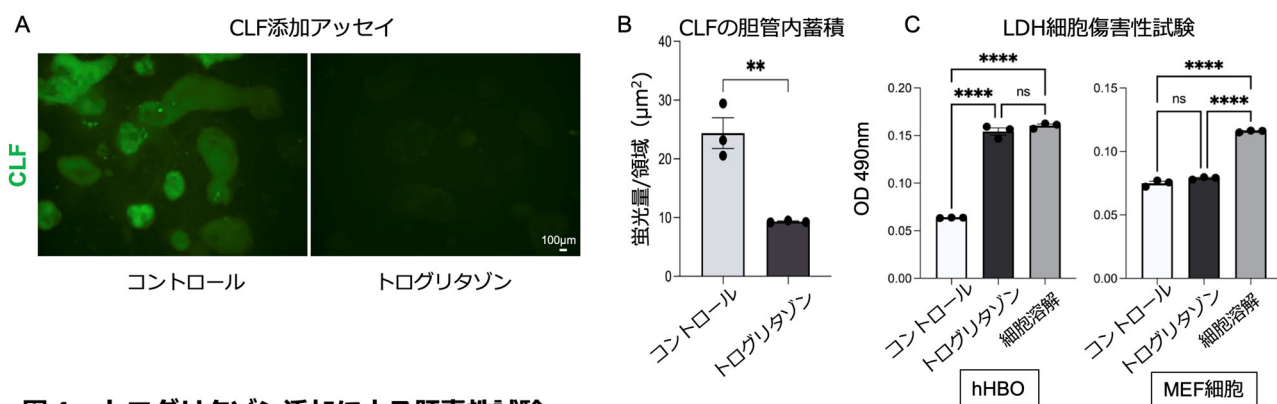 A
CLF添加アッセイ
CLF
100μm
コントロール
トログリタゾン
B
CLFの胆管内蓄積
蛍光量/領域（μm²）
40
30
20
10
0
**
コントロール
トログリタゾン
C
LDH細胞傷害性試験
OD 490nm
0.20
0.15
0.10
0.05
0.00
****
****
ns
コントロール
トログリタゾン
細胞溶解
hHBO
0.15
0.10
0.05
0.00
****
ns
****
コントロール
トログリタゾン
細胞溶解
MEF細胞